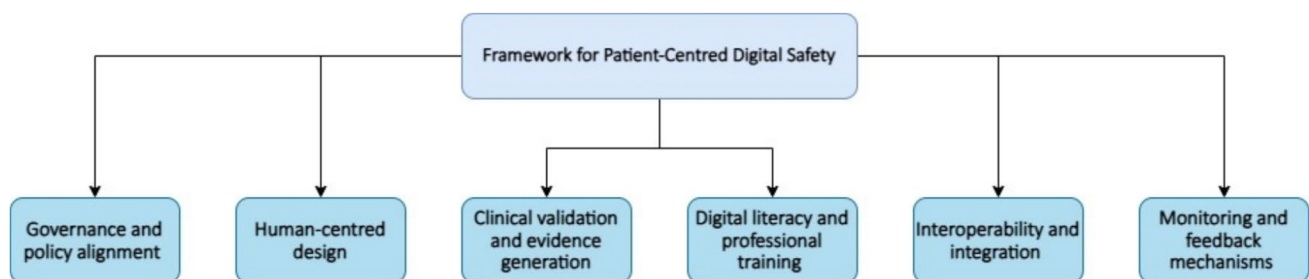 Framework for Patient-Centred Digital Safety
Governance and
policy alignment
Human-centred
design
Clinical validation
and evidence
generation
Digital literacy and
professional
training
Interoperability and
integration
Monitoring and
feedback
mechanisms